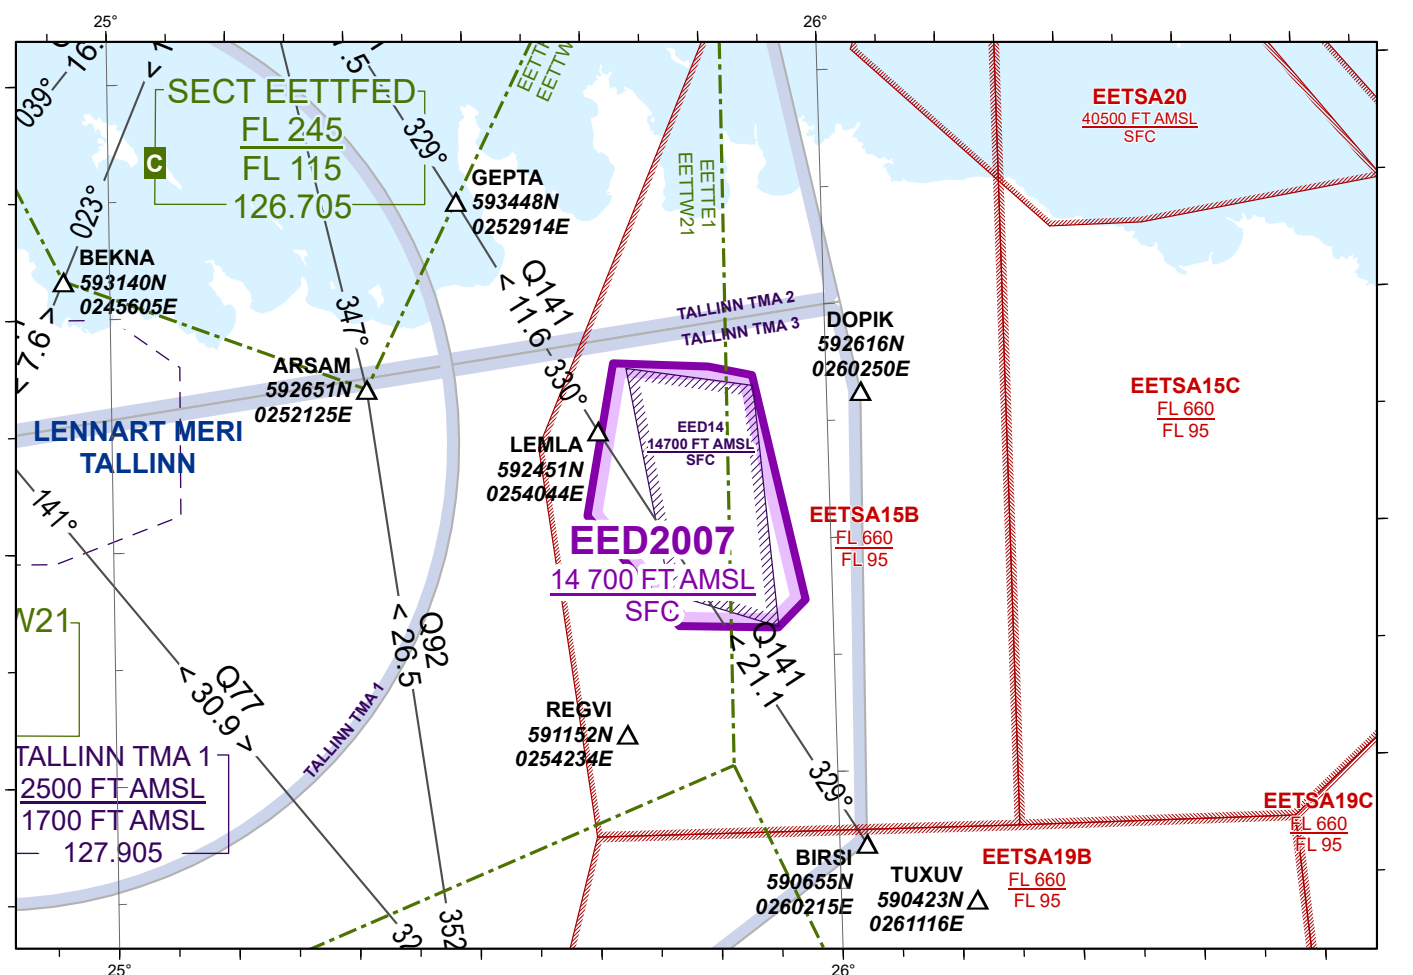 25°
26°
039°
16.
< 1
.5
SECT EETTFED
FL 245
FL 115
126.705
C
329°
EETTW
EETTE1
EETTW21
EETSA20
40500 FT AMSL
SFC
GEPTA
593448N
0252914E
023°
BEKNA
593140N
0245605E
< 7.6 >
347°
Q141
< 11.6
330°
TALLINN TMA 2
TALLINN TMA 3
DOPIK
592616N
0260250E
ARSAM
592651N
0252125E
EETSA15C
FL 660
FL 95
LENNART MERI
TALLINN
LEMLA
592451N
0254044E
EED14
14700 FT AMSL
SFC
141°
EETSA15B
FL 660
FL 95
EED2007
14 700 FT AMSL
SFC
W21
Q92
< 26.5
Q141
< 21.1
Q77
< 30.9 >
TALLINN TMA 1
REGVI
591152N
0254234E
TALLINN TMA 1
2500 FT AMSL
1700 FT AMSL
127.905
329°
EETSA19C
FL 660
FL 95
BIRSI
590655N
0260215E
TUXUV
590423N
0261116E
EETSA19B
FL 660
FL 95
32
352
25°
26°